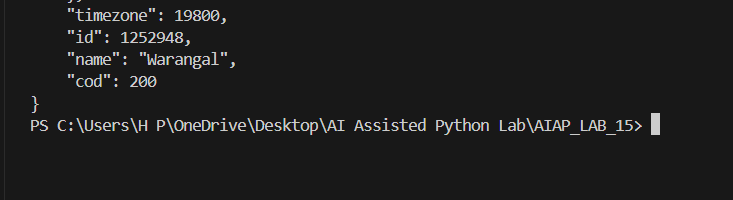 "timezone": 19800,
"id": 1252948,
"name": "Warangal",
"cod": 200
}
PS C:\Users\H P\OneDrive\Desktop\AI Assisted Python Lab\AIAP_LAB_15>